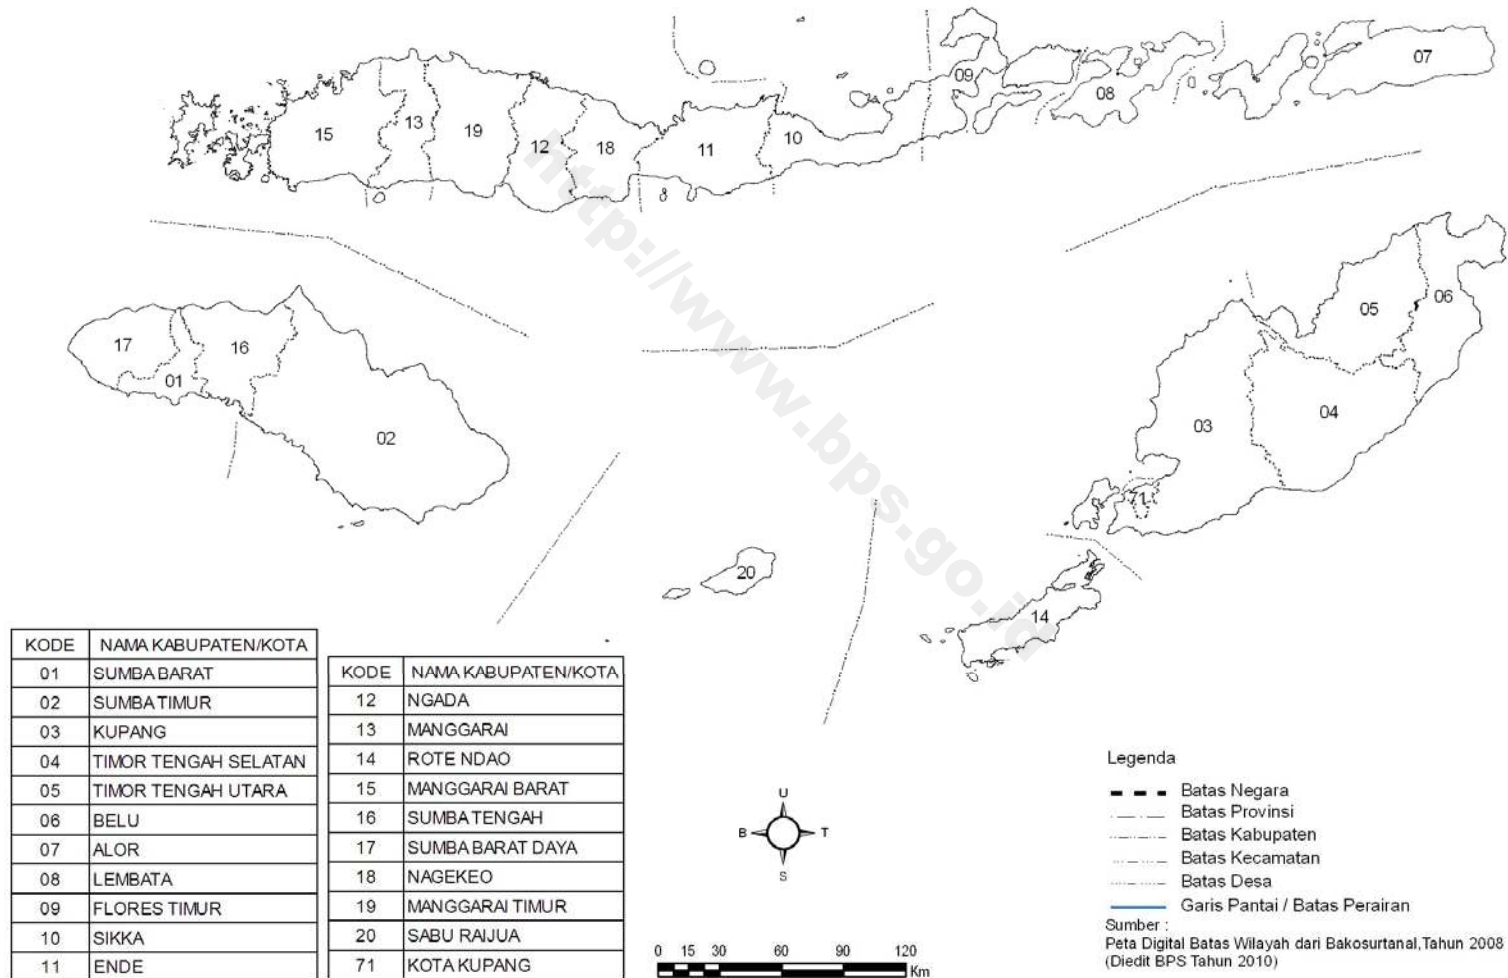 07
09
08
15
13
19
12
18
11
10
06
05
17
16
01
02
04
03
71
20
14
http://www.bps.go.id
KODE NAMA KABUPATEN/KOTA
01 SUMBA BARAT
02 SUMBA TIMUR
03 KUPANG
04 TIMOR TENGAH SELATAN
05 TIMOR TENGAH UTARA
06 BELU
07 ALOR
08 LEMBATA
09 FLORES TIMUR
10 SIKKA
11 ENDE
KODE NAMA KABUPATEN/KOTA
12 NGADA
13 MANGGARAI
14 ROTE NDAO
15 MANGGARAI BARAT
16 SUMBA TENGAH
17 SUMBA BARAT DAYA
18 NAGEKEO
19 MANGGARAI TIMUR
20 SABU RAIJUA
71 KOTA KUPANG
U
B T
S
0 15 30 60 90 120
Km
Legenda
Batas Negara
Batas Provinsi
Batas Kabupaten
Batas Kecamatan
Batas Desa
Garis Pantai / Batas Perairan
Sumber :
Peta Digital Batas Wilayah dari Bakosurtanal,Tahun 2008
(Diedit BPS Tahun 2010)